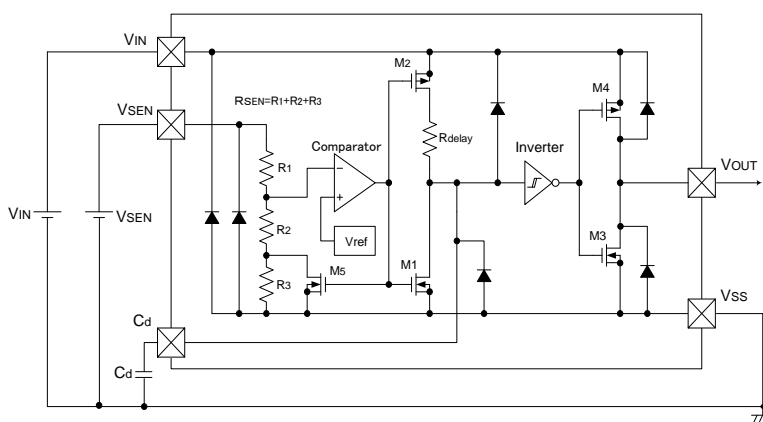 VIN
M2
M4
RSEN=R1+R2+R3
VSEN
Comparator
Rdelay
Inverter
R1
−
+
VOUT
VIN
VSEN
R2
Vref
M3
M5
M1
R3
VSS
Cd
Cd